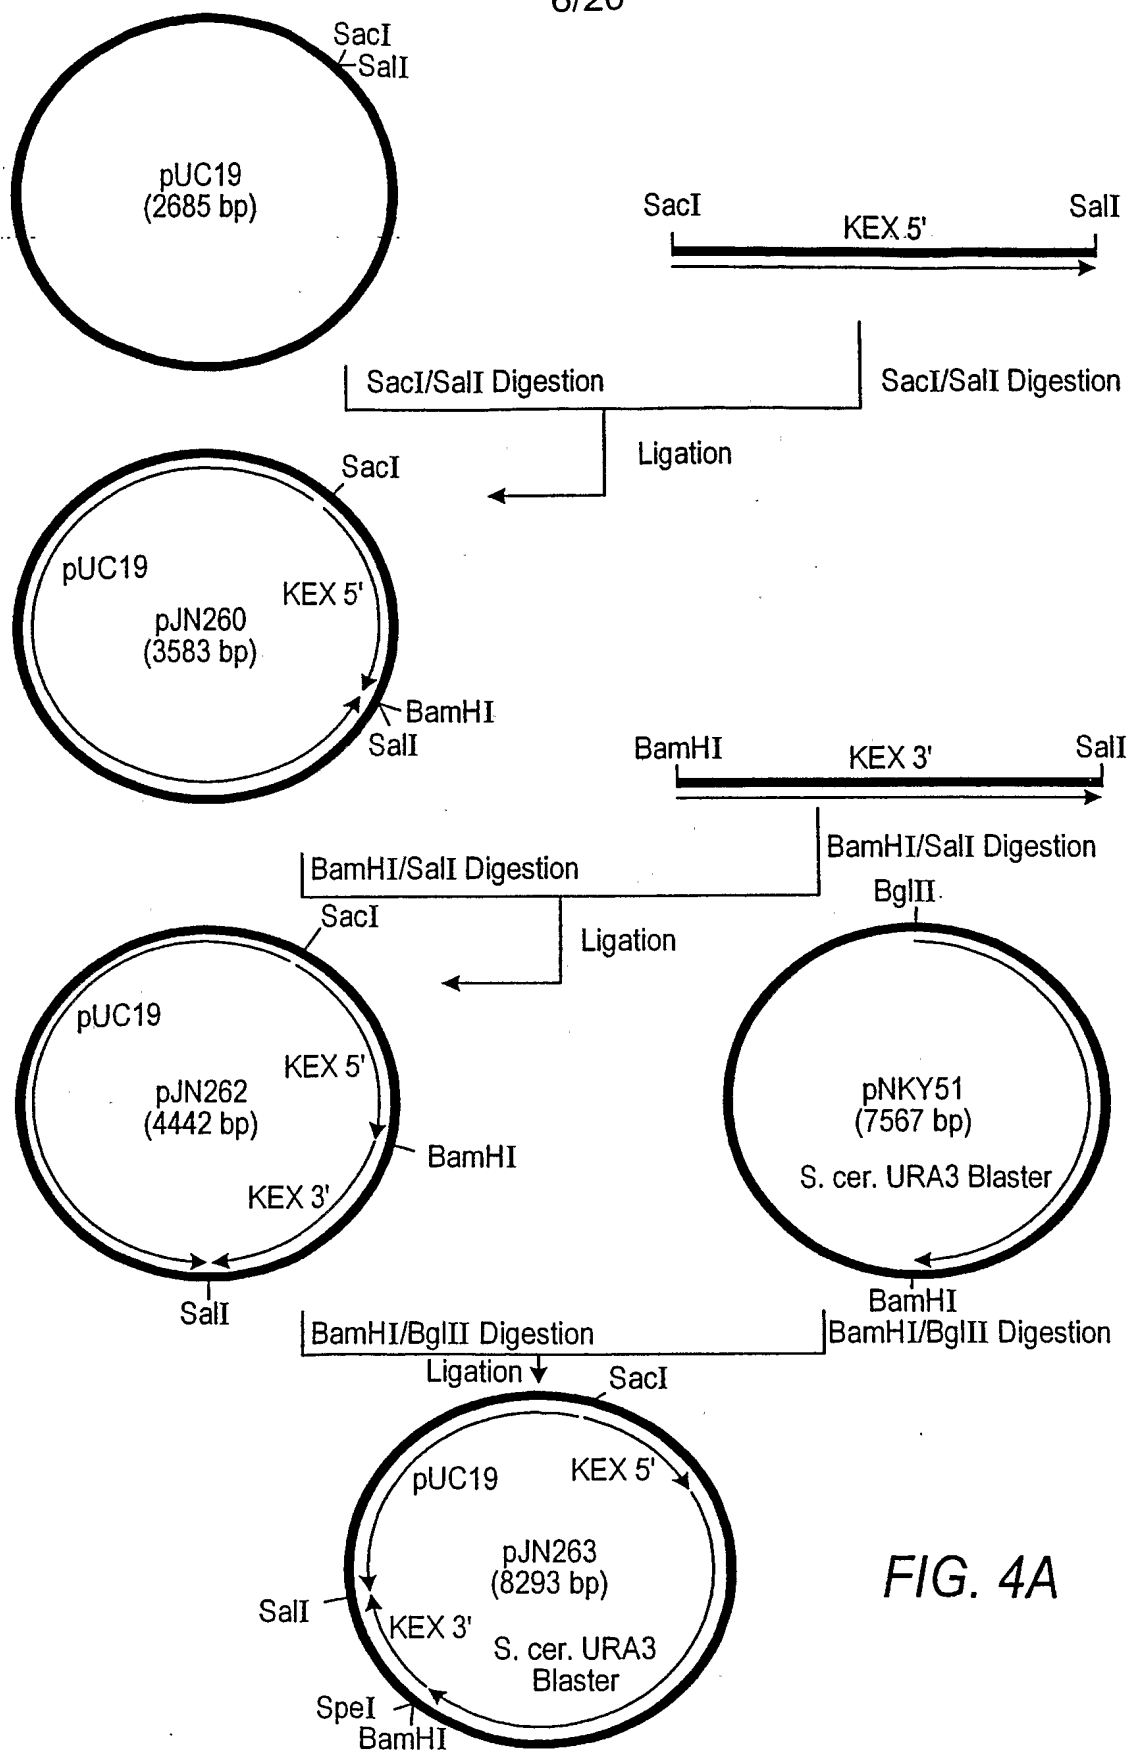 6/20
SacI
SalI
pUC19
(2685 bp)
SacI
SalI
KEX 5'
SacI/SalI Digestion
SacI/SalI Digestion
Ligation
SacI
pUC19
KEX 5'
pJN260
(3583 bp)
BamHI
SalI
BamHI
KEX 3'
SalI
BamHI/SalI Digestion
BamHI/SalI Digestion
Ligation
SacI
pUC19
KEX 5'
pJN262
(4442 bp)
BamHI
KEX 3'
SalI
BglII
pNKY51
(7567 bp)
S. cer. URA3 Blaster
BamHI
BamHI/BglII Digestion
BamHI/BglII Digestion
Ligation
SacI
pUC19
KEX 5'
pJN263
(8293 bp)
SalI
KEX 3'
S. cer. URA3
Blaster
SpeI
BamHI
FIG. 4A